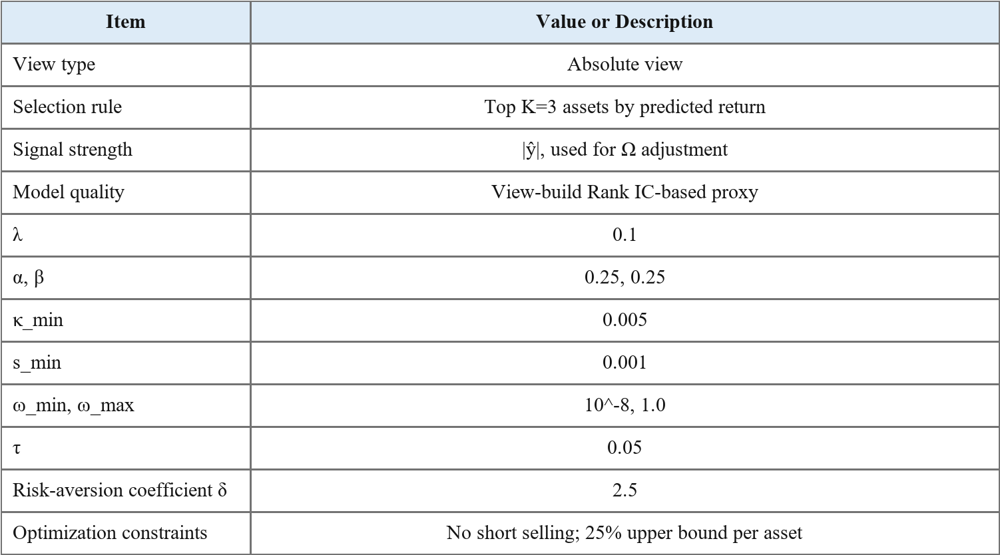 Item Value or Description
View type Absolute view
Selection rule Top K=3 assets by predicted return
Signal strength |ŷ|, used for Ω adjustment
Model quality View-build Rank IC-based proxy
λ 0.1
α, β 0.25, 0.25
κ_min 0.005
s_min 0.001
ω_min, ω_max 10^-8, 1.0
τ 0.05
Risk-aversion coefficient δ 2.5
Optimization constraints No short selling; 25% upper bound per asset